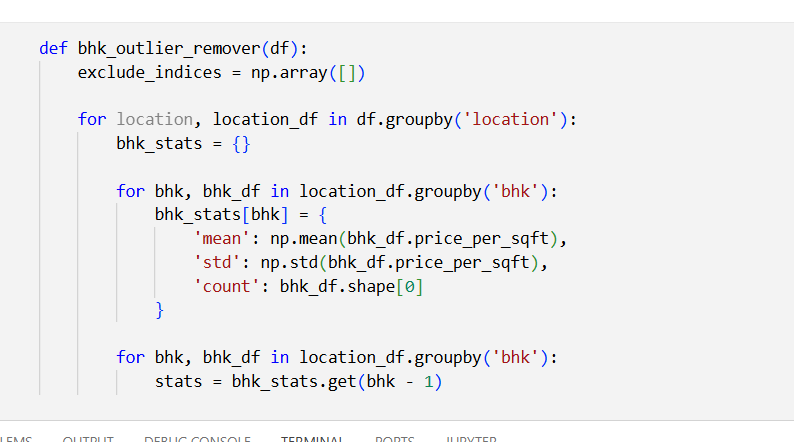 def bhk_outlier_remover(df):
    exclude_indices = np.array([])
    for location, location_df in df.groupby('location'):
        bhk_stats = {}
        for bhk, bhk_df in location_df.groupby('bhk'):
            bhk_stats[bhk] = {
                'mean': np.mean(bhk_df.price_per_sqft),
                'std': np.std(bhk_df.price_per_sqft),
                'count': bhk_df.shape[0]
            }
        for bhk, bhk_df in location_df.groupby('bhk'):
            stats = bhk_stats.get(bhk - 1)
OUTPUT DEBUG CONSOLE TERMINAL PORTS JUPYTER